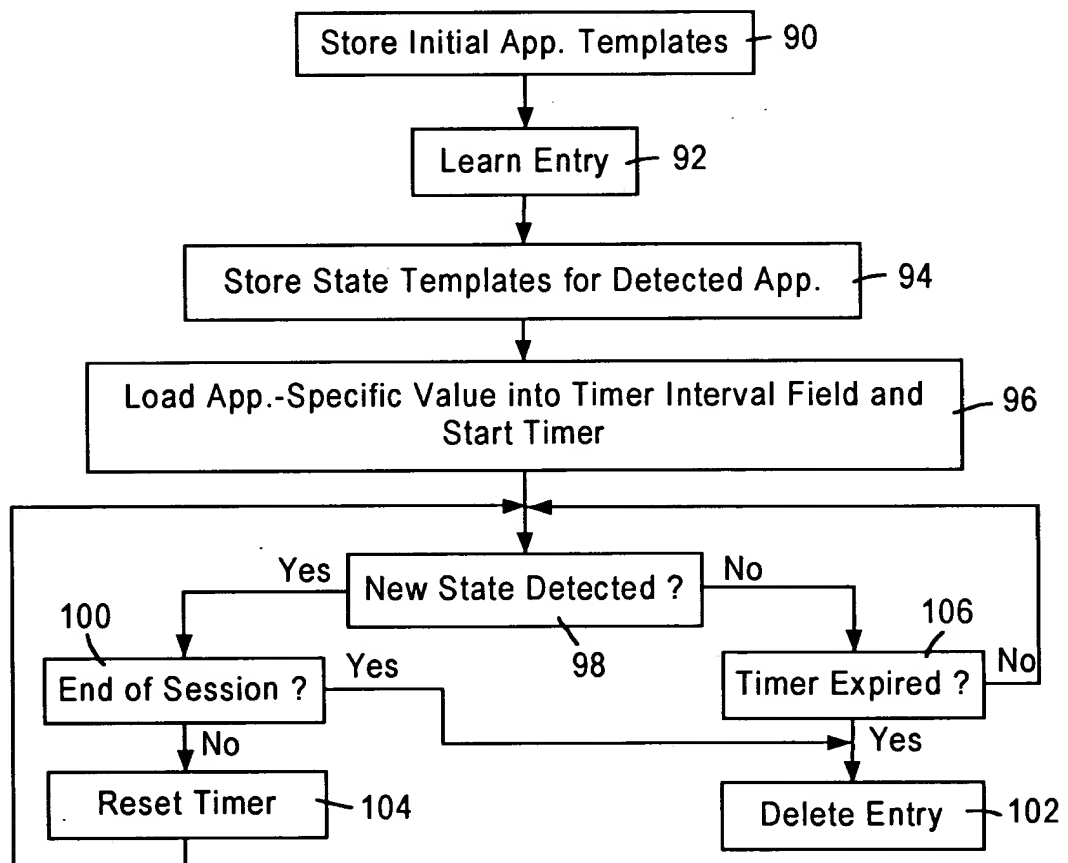 Store Initial App. Templates
90
Learn Entry
92
Store State Templates for Detected App.
94
Load App.-Specific Value into Timer Interval Field and
Start Timer
96
Yes
New State Detected ?
No
98
100
End of Session ?
Yes
106
Timer Expired ?
No
No
Yes
Reset Timer
104
Delete Entry
102